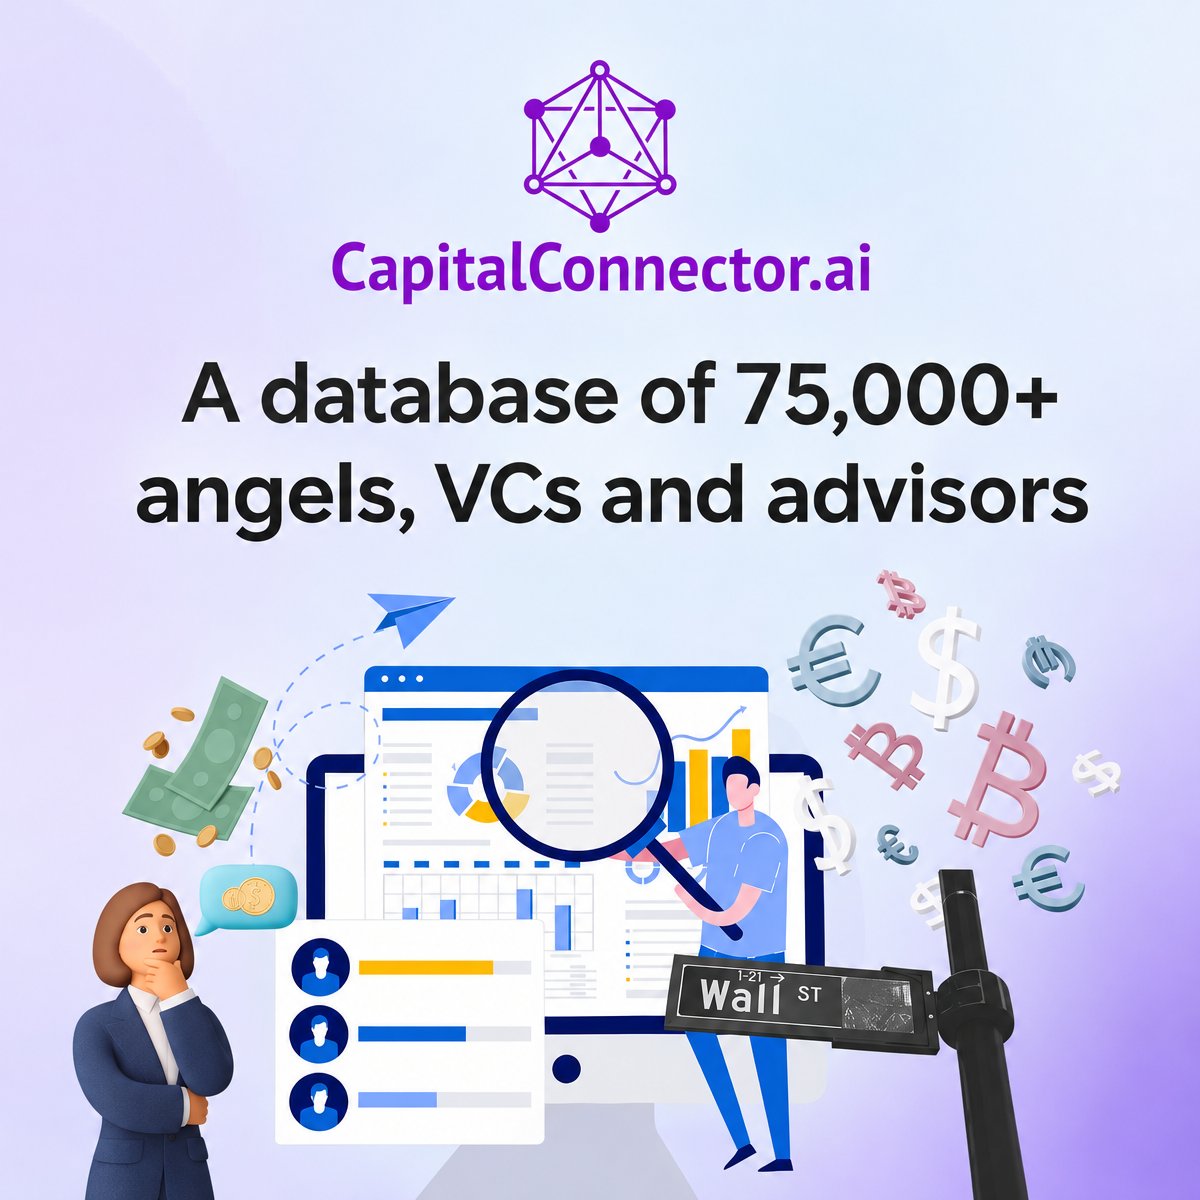 CapitalConnector.ai
A database of 75,000+
angels, VCs and advisors
1-21 →
Wall ST